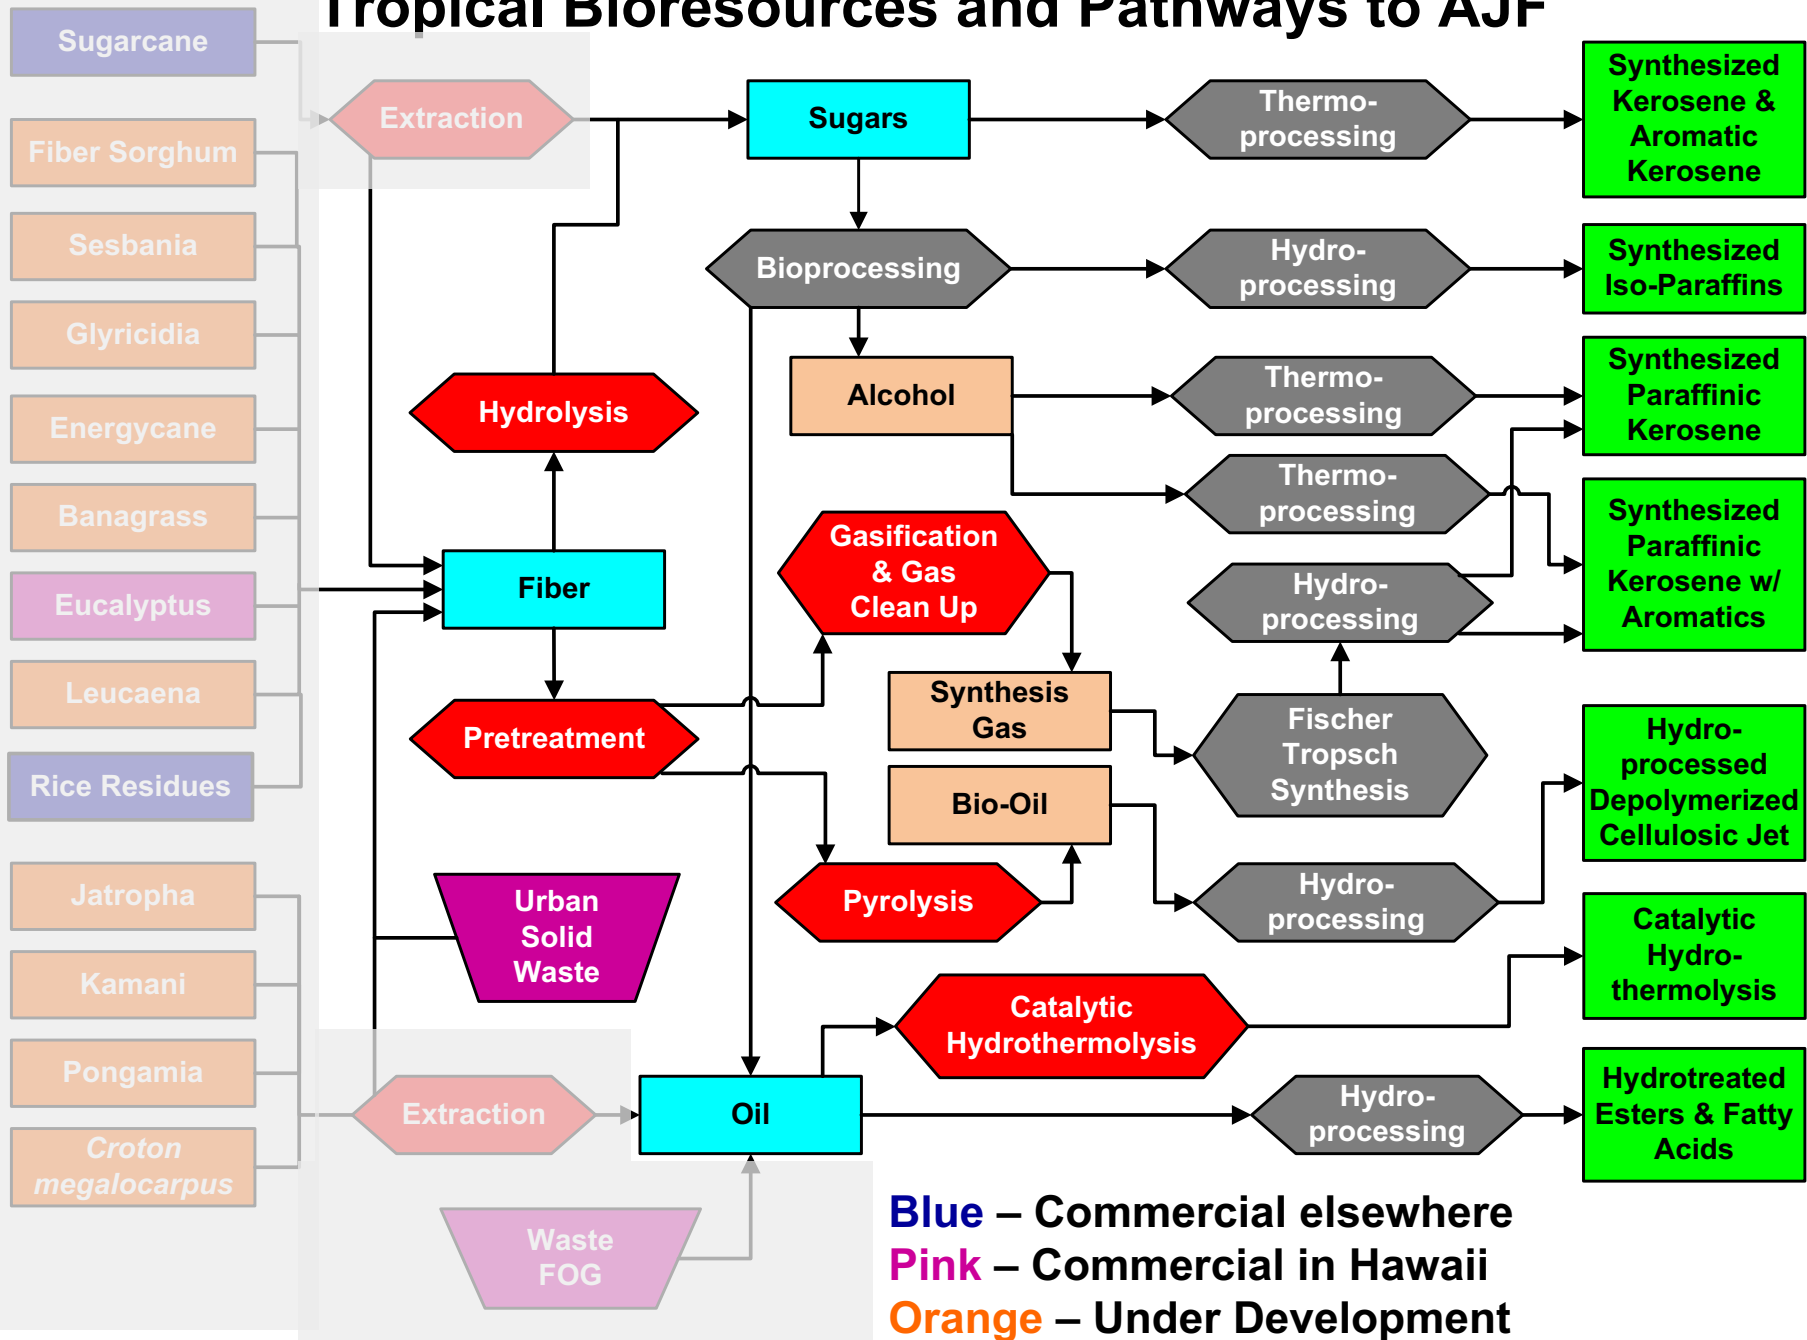 Tropical Bioresources and Pathways to AJF
Sugarcane
Fiber Sorghum
Sesbania
Glyricidia
Energycane
Banagrass
Eucalyptus
Leucaena
Rice Residues
Jatropha
Kamani
Pongamia
Croton
megalocarpus
Extraction
Hydrolysis
Fiber
Pretreatment
Urban
Solid
Waste
Extraction
Waste
FOG
Sugars
Bioprocessing
Alcohol
Gasification
& Gas
Clean Up
Synthesis
Gas
Bio-Oil
Pyrolysis
Catalytic
Hydrothermolysis
Oil
Thermo-
processing
Hydro-
processing
Thermo-
processing
Thermo-
processing
Hydro-
processing
Fischer
Tropsch
Synthesis
Hydro-
processing
Hydro-
processing
Synthesized
Kerosene &
Aromatic
Kerosene
Synthesized
Iso-Paraffins
Synthesized
Paraffinic
Kerosene
Synthesized
Paraffinic
Kerosene w/
Aromatics
Hydro-
processed
Depolymerized
Cellulosic Jet
Catalytic
Hydro-
thermolysis
Hydrotreated
Esters & Fatty
Acids
Blue – Commercial elsewhere
Pink – Commercial in Hawaii
Orange – Under Development